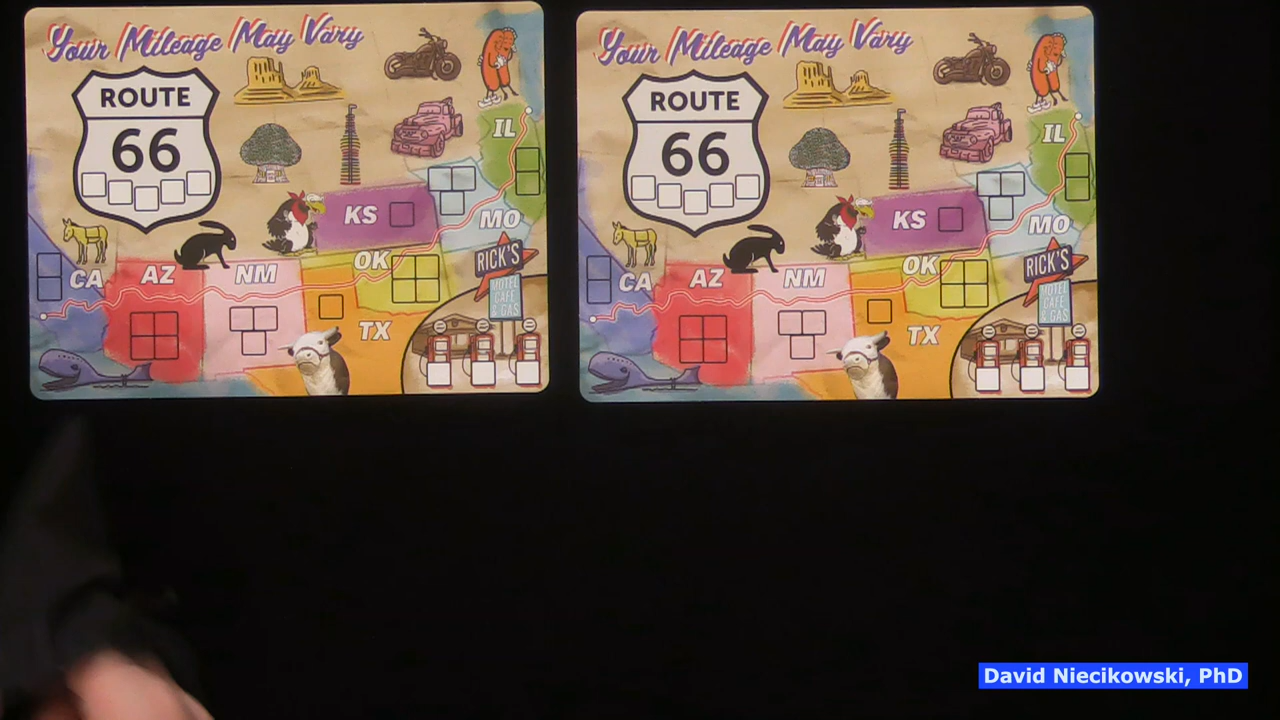 Your Mileage May Vary
ROUTE
66
IL
KS
MO
OK
RICK'S
CA
AZ
NM
MOTEL
CAFE
& GAS
TX
Your Mileage May Vary
ROUTE
66
IL
KS
MO
OK
RICK'S
CA
AZ
NM
MOTEL
CAFE
& GAS
TX
David Niecikowski, PhD